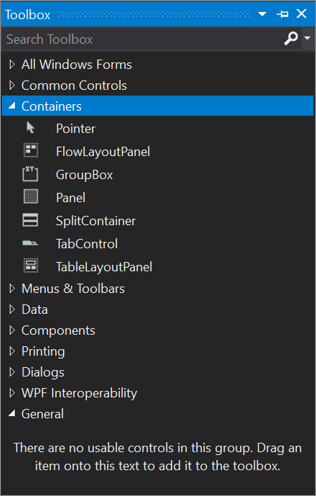 Toolbox
Search Toolbox
All Windows Forms
Common Controls
Containers
Pointer
FlowLayoutPanel
XY
GroupBox
Panel
SplitContainer
TabControl
TableLayoutPanel
Menus & Toolbars
Data
Components
Printing
Dialogs
WPF Interoperability
General
There are no usable controls in this group. Drag an
item onto this text to add it to the toolbox.